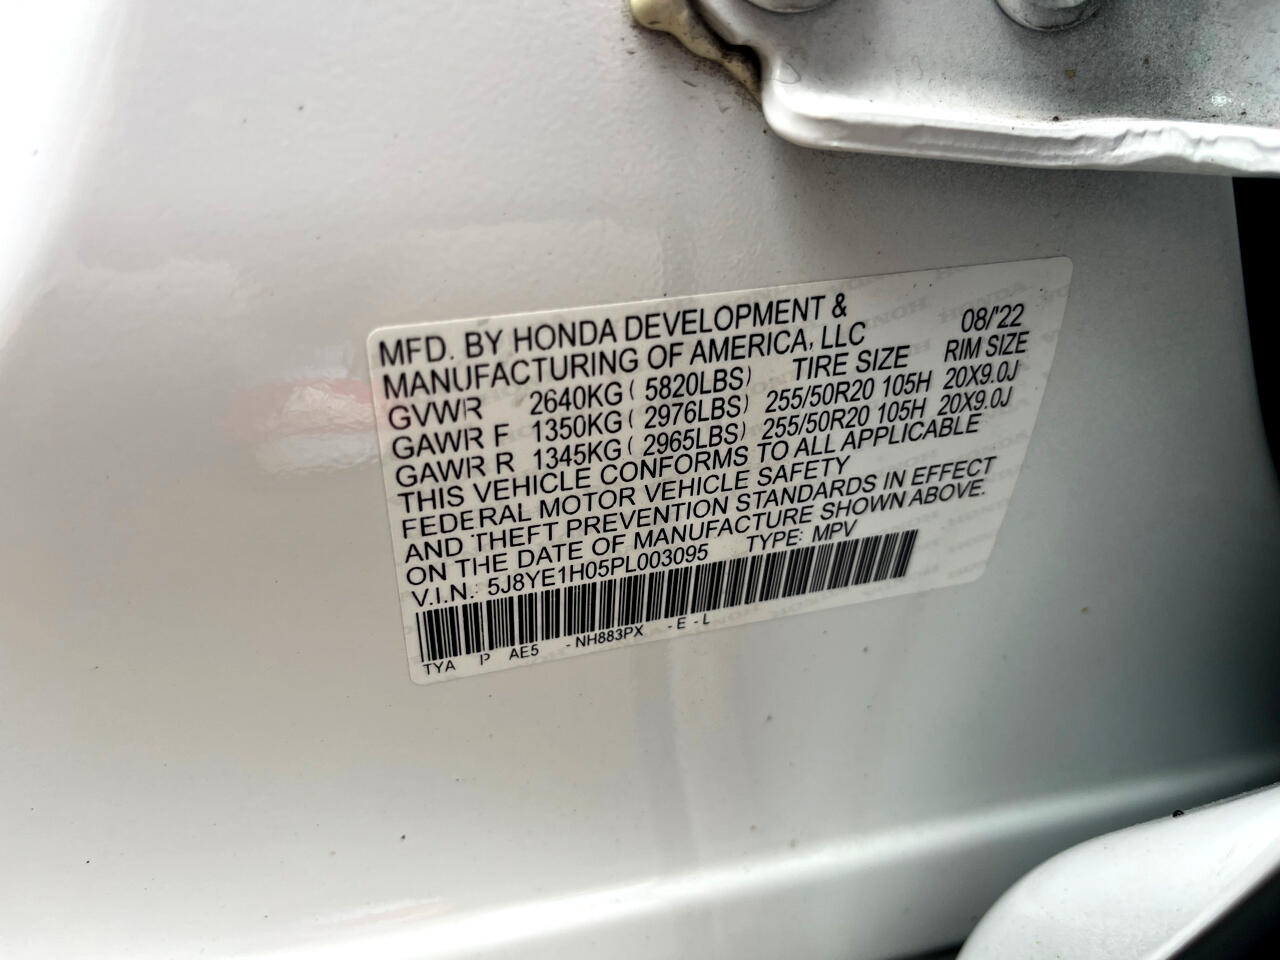 MFD. BY HONDA DEVELOPMENT &
MANUFACTURING OF AMERICA, LLC 08/'22
GVWR 2640KG ( 5820LBS) TIRE SIZE RIM SIZE
GAWR F 1350KG ( 2976LBS) 255/50R20 105H 20X9.0J
GAWR R 1345KG ( 2965LBS) 255/50R20 105H 20X9.0J
THIS VEHICLE CONFORMS TO ALL APPLICABLE
FEDERAL MOTOR VEHICLE SAFETY
AND THEFT PREVENTION STANDARDS IN EFFECT
ON THE DATE OF MANUFACTURE SHOWN ABOVE.
V.I.N.: 5J8YE1H05PL003095 TYPE: MPV
TYA P AE5 -NH883PX -E-L